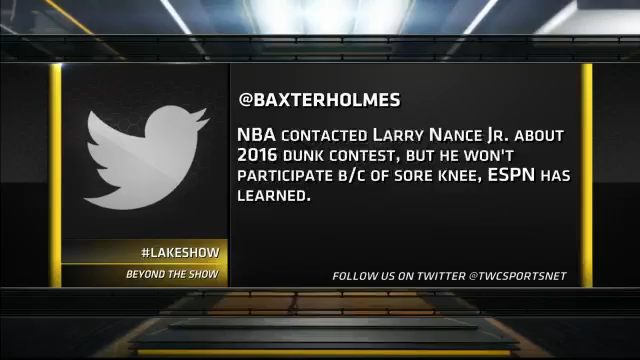 @BAXTERHOLMES
NBA CONTACTED LARRY NANCE JR. ABOUT
2016 DUNK CONTEST, BUT HE WON'T
PARTICIPATE B/C OF SORE KNEE, ESPN HAS
LEARNED.
#LAKESHOW
BEYOND THE SHOW
FOLLOW US ON TWITTER @TWCSPORTSNET